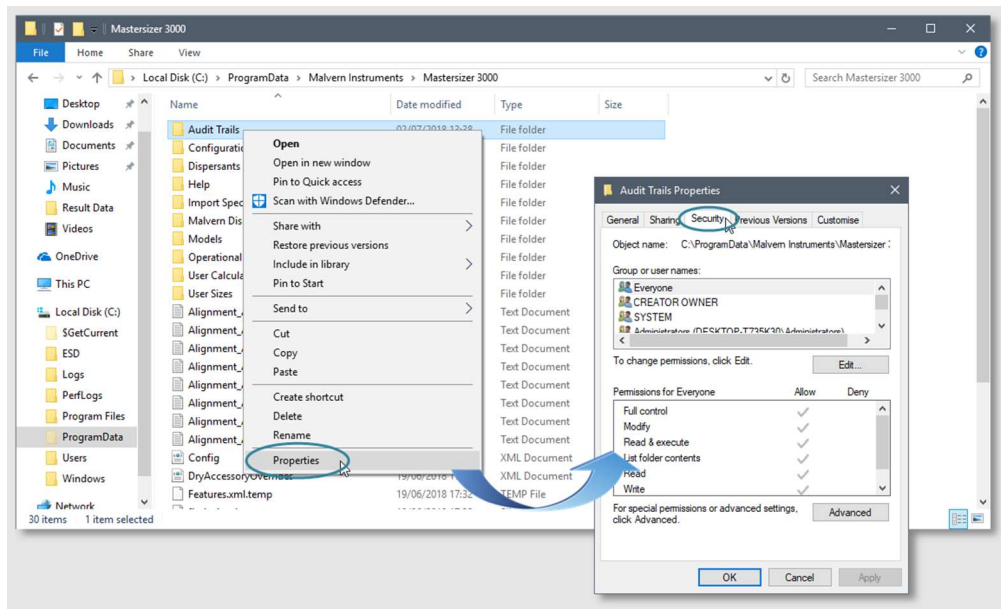 Mastersizer 3000
File Home Share View
Local Disk (C:) > ProgramData > Malvern Instruments > Mastersizer 3000
Search Mastersizer 3000
Desktop
Downloads
Documents
Pictures
Music
Result Data
Videos
OneDrive
This PC
Local Disk (C:)
$GetCurrent
ESD
Logs
PerfLogs
Program Files
ProgramData
Users
Windows
Network
30 items 1 item selected
Name Date modified Type Size
Audit Trails 02/07/2018 13:28 File folder
Configuratio File folder
Dispersants File folder
Help File folder
Import Spec File folder
Malvern Dis File folder
Models File folder
Operational File folder
User Calcula File folder
User Sizes File folder
Alignment_ Text Document
Alignment_ Text Document
Alignment_ Text Document
Alignment_ Text Document
Alignment_ Text Document
Alignment_ Text Document
Alignment_ Text Document
Alignment_ Text Document
Config XML Document
DryAccessoryOverrides XML Document
Features.xml.temp 19/06/2018 17:32 TEMP File
Open
Open in new window
Pin to Quick access
Scan with Windows Defender...
Share with
Restore previous versions
Include in library
Pin to Start
Send to
Cut
Copy
Paste
Create shortcut
Delete
Rename
Properties
Audit Trails Properties
General Sharing Security Previous Versions Customise
Object name: C:\ProgramData\Malvern Instruments\Mastersizer
Group or user names:
Everyone
CREATOR OWNER
SYSTEM
Administrators (DESKTOP-T735K30\Administrators)
To change permissions, click Edit.
Edit...
Permissions for Everyone Allow Deny
Full control
Modify
Read & execute
List folder contents
Read
Write
For special permissions or advanced settings,
click Advanced.
Advanced
OK Cancel Apply